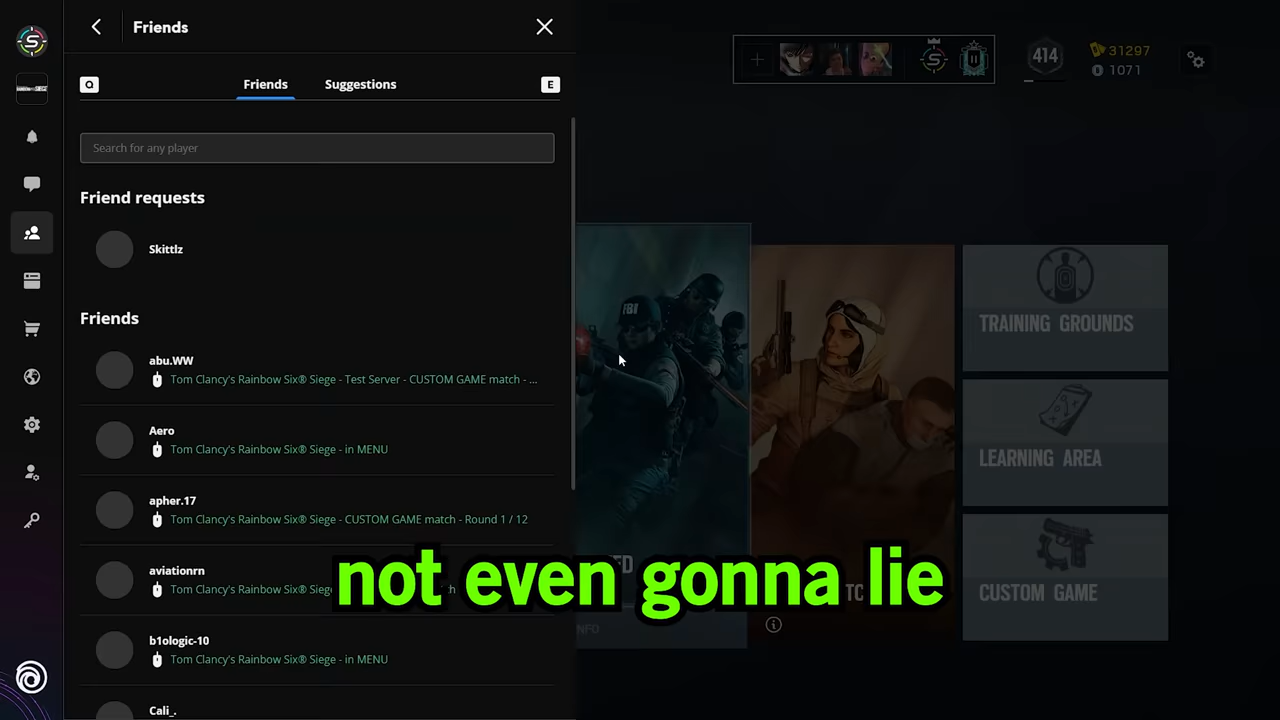 Friends
Q
Friends
Suggestions
E
Search for any player
Friend requests
Skittlz
Friends
abu.WW
Tom Clancy's Rainbow Six® Siege - Test Server - CUSTOM GAME match - ...
Aero
Tom Clancy's Rainbow Six® Siege - in MENU
apher.17
Tom Clancy's Rainbow Six® Siege - CUSTOM GAME match - Round 1 / 12
aviationrn
Tom Clancy's Rainbow Six® Siege
b1ologic-10
Tom Clancy's Rainbow Six® Siege - in MENU
Cali_.
not even gonna lie
414
31297
1071
FBI
TRAINING GROUNDS
LEARNING AREA
CUSTOM GAME